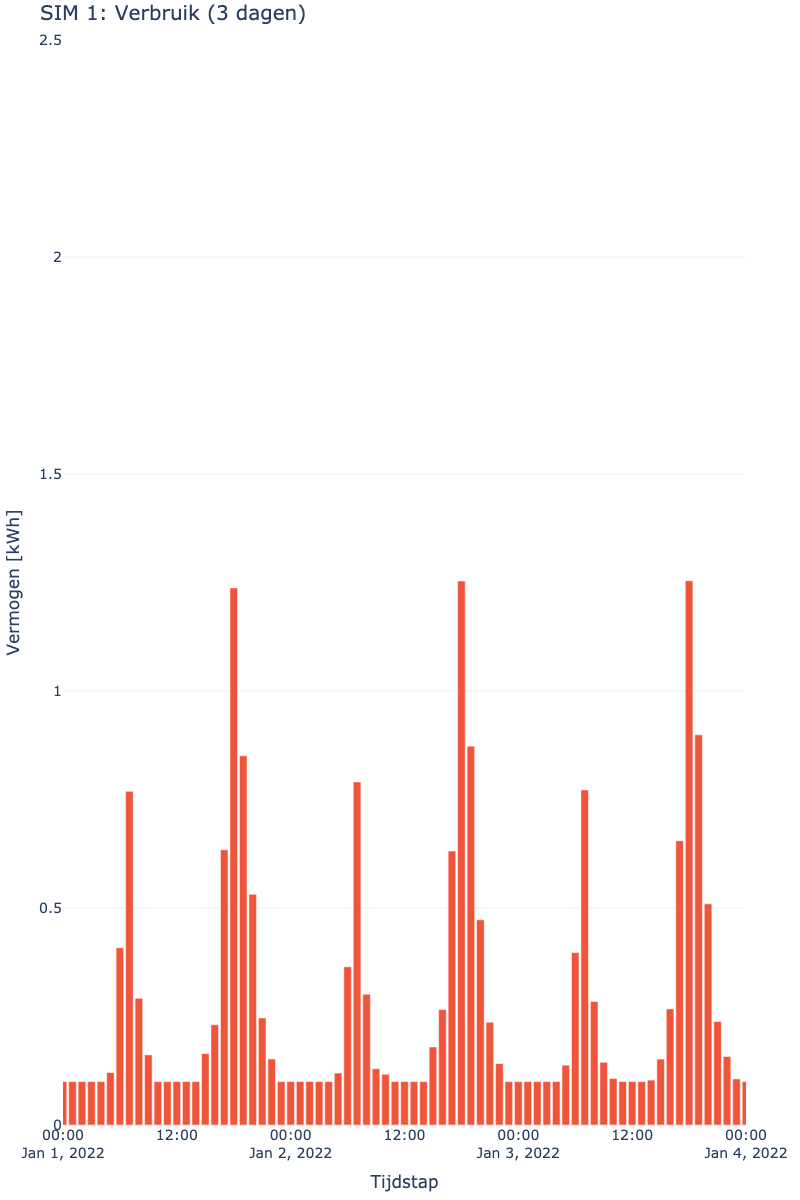 SIM 1: Verbruik (3 dagen)
2.5
2
1.5
1
0.5
0
Vermogen [kWh]
00:00 12:00 00:00 12:00 00:00 12:00 00:00
Jan 1, 2022 Jan 2, 2022 Jan 3, 2022 Jan 4, 2022
Tijdstap